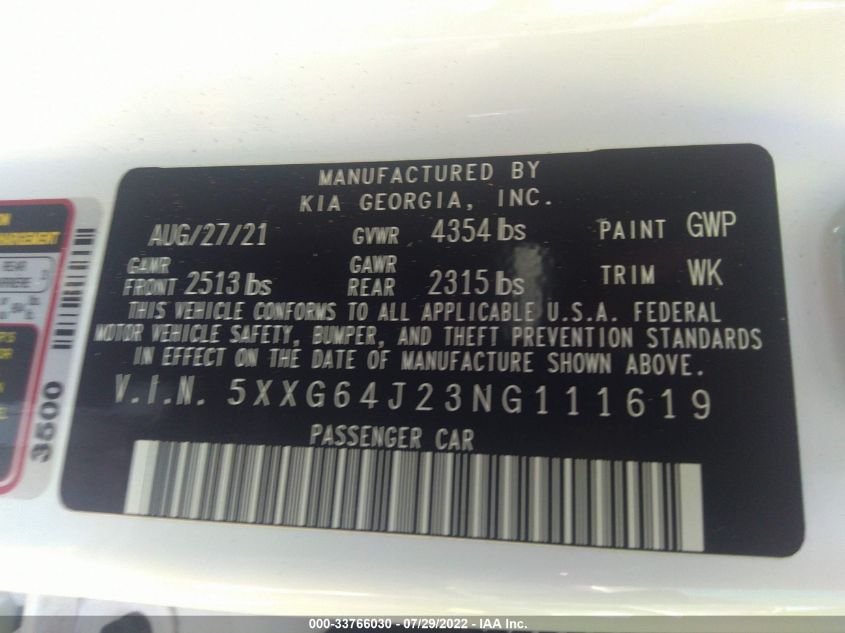 MANUFACTURED BY
KIA GEORGIA, INC.
AUG/27/21 GVWR 4354 lbs PAINT GWP
GAWR FRONT 2513 lbs GAWR REAR 2315 lbs TRIM WK
THIS VEHICLE CONFORMS TO ALL APPLICABLE U.S.A. FEDERAL
MOTOR VEHICLE SAFETY, BUMPER, AND THEFT PREVENTION STANDARDS
IN EFFECT ON THE DATE OF MANUFACTURE SHOWN ABOVE.
V.I.N. 5XXG64J23NG111619
PASSENGER CAR
3500
REAR
000-33766030 - 07/29/2022 - IAA Inc.